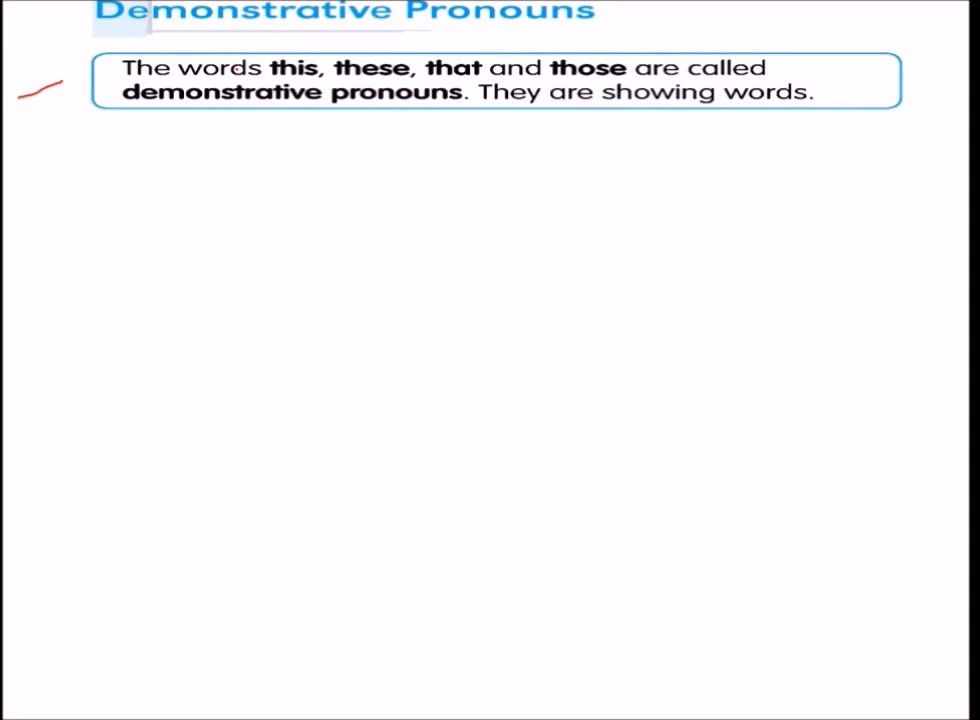 Demonstrative Pronouns
The words this, these, that and those are called
demonstrative pronouns. They are showing words.